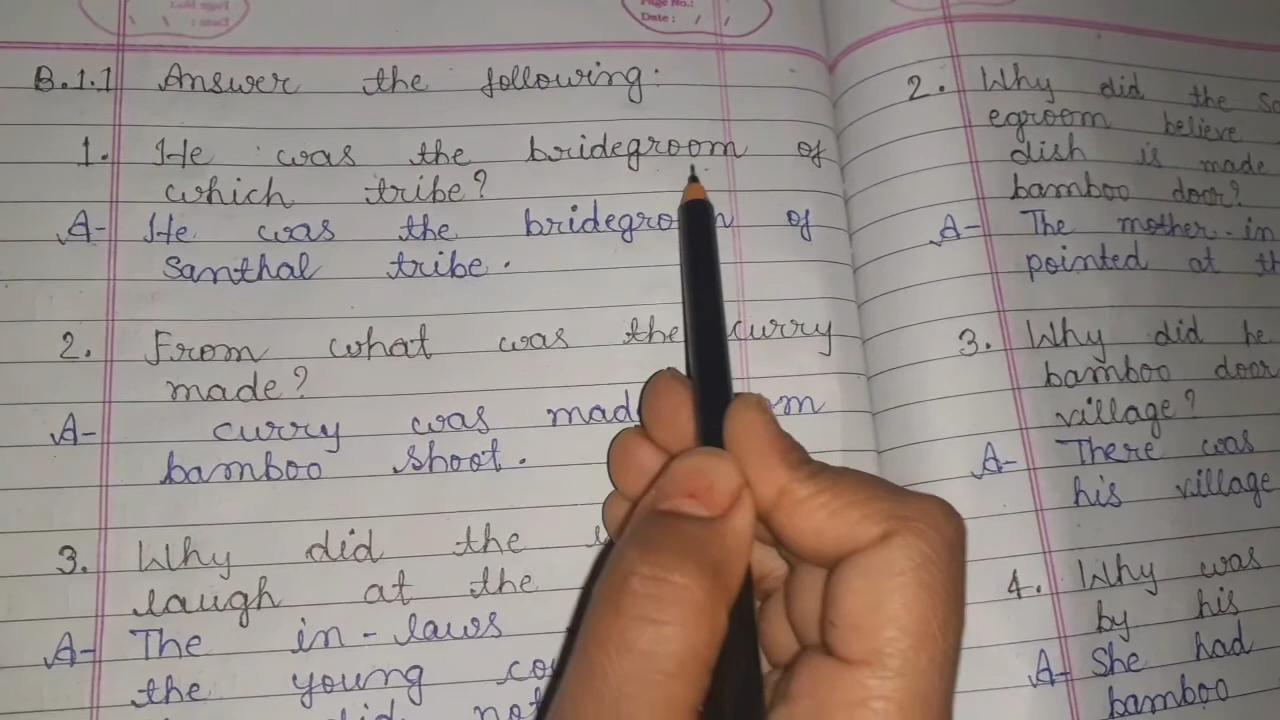 Page No.:
Date: / /
B.1.1 Answer the following:
1. He was the bridegroom of
which tribe?
A- He was the bridegroom of
Santhal tribe.
2. From what was the curry
made?
A- curry was made
bamboo shoot.
3. Why did the
laugh at the
A- The in-laws
the young
did not
2. Why did the
egroom believe
dish is made
bamboo door?
A- The mother-in
pointed at
3. Why did he
bamboo door
village?
A- There was
his village
4. Why was
by his
A- She had
bamboo